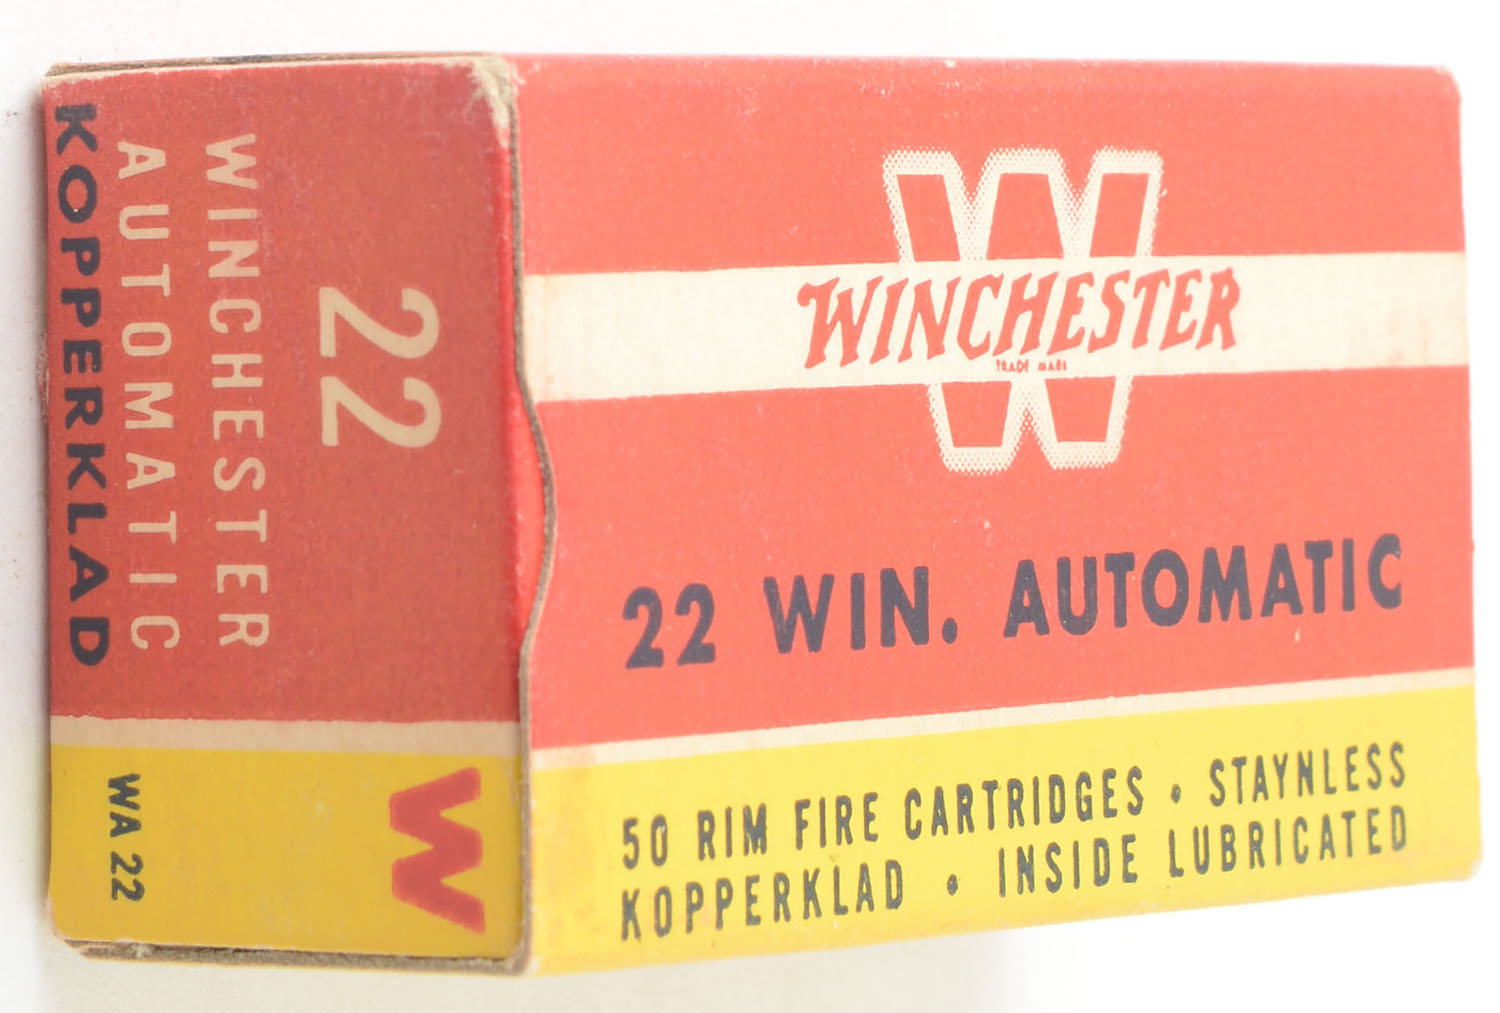 W
WINCHESTER
TRADE MARK
22 WIN. AUTOMATIC
50 RIM FIRE CARTRIDGES • STAYNLESS
KOPPERKLAD • INSIDE LUBRICATED
22
WINCHESTER
AUTOMATIC
KOPPERKLAD
W
WA 22